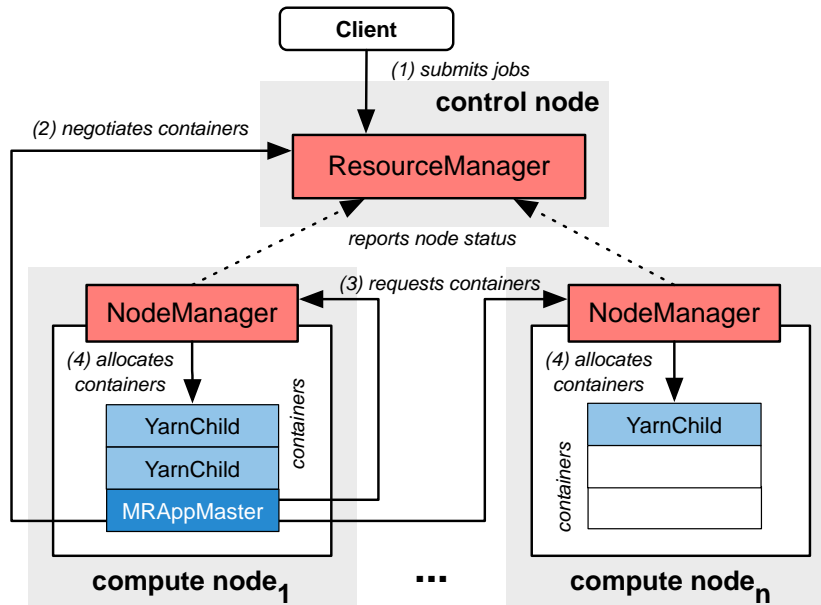 Client
(1) submits jobs
control node
(2) negotiates containers
ResourceManager
reports node status
(3) requests containers
NodeManager
NodeManager
(4) allocates
containers
(4) allocates
containers
containers
YarnChild
YarnChild
MRAppMaster
YarnChild
containers
compute node1
...
compute noden